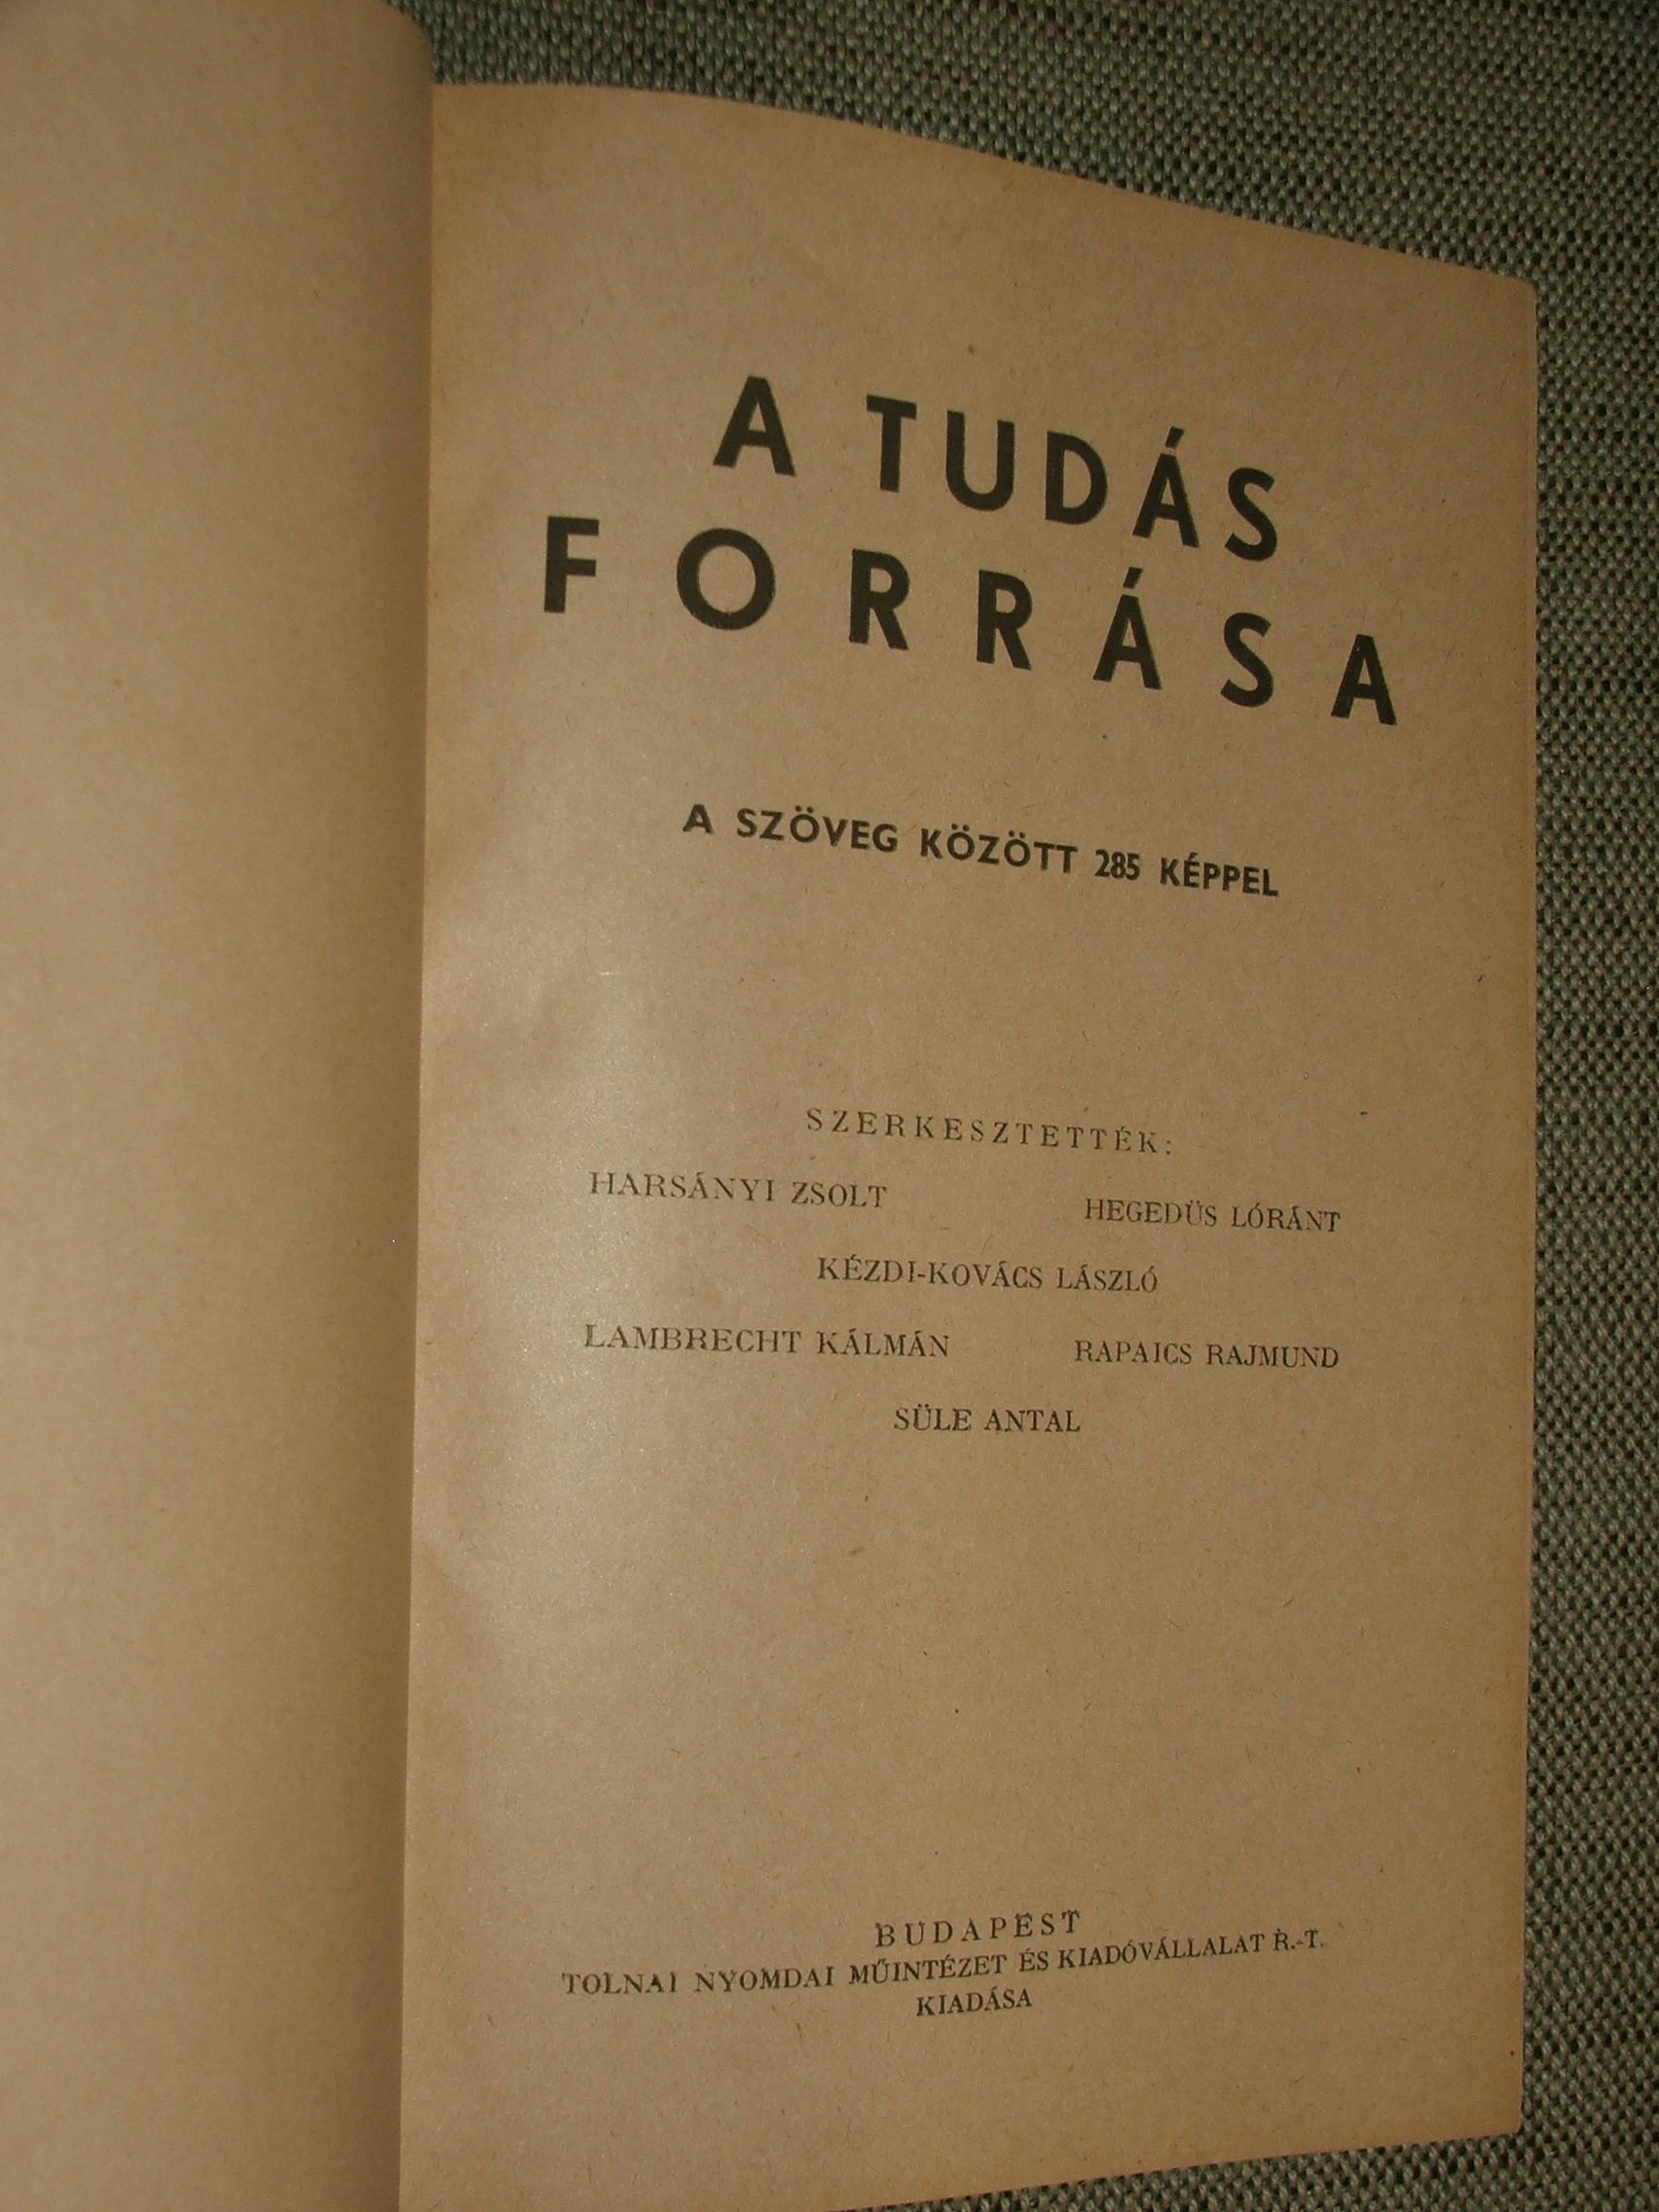 A TUDÁS
FORRÁSA
A SZÖVEG KÖZÖTT 285 KÉPPEL
SZERKESZTETTÉK:
HARSÁNYI ZSOLT HEGEDÜS LÓRÁNT
KÉZDI-KOVÁCS LÁSZLÓ
LAMBRECHT KÁLMÁN RAPAICS RAJMUND
SÜLE ANTAL
BUDAPEST
TOLNAI NYOMDAI MŰINTÉZET ÉS KIADÓVÁLLALAT R.-T.
KIADÁSA